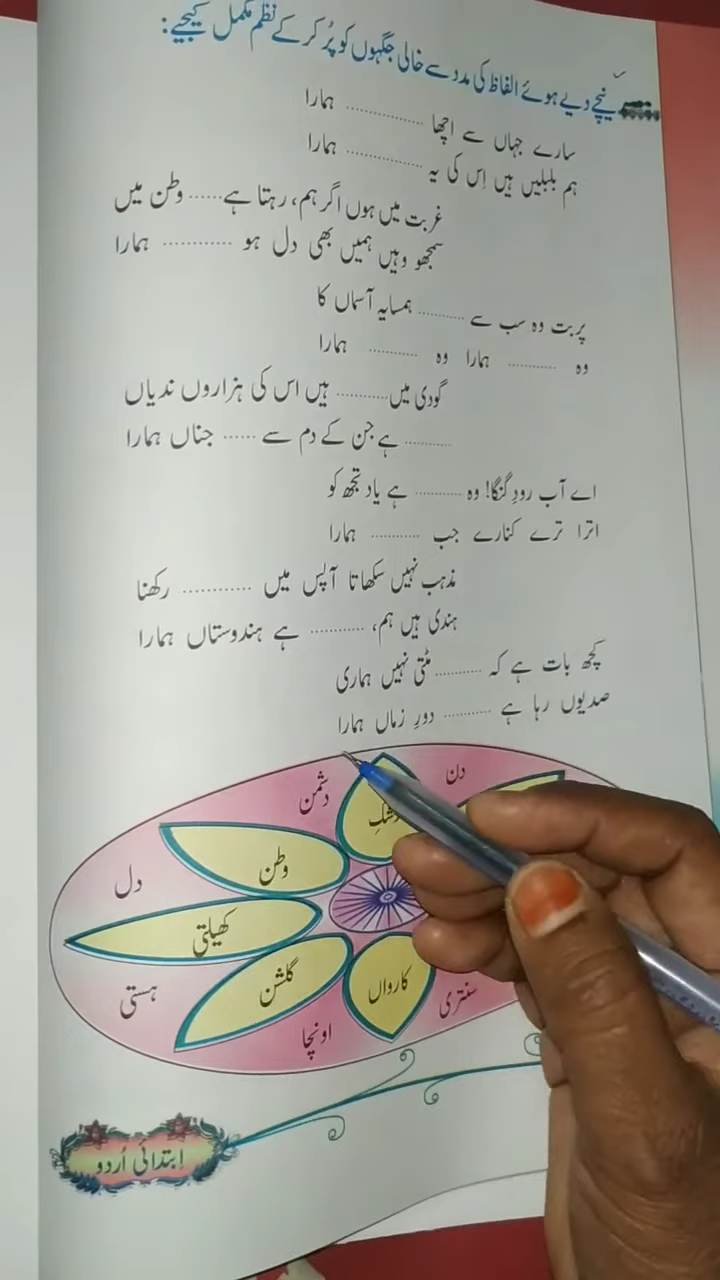 نیچے دیے ہوئے الفاظ کی مدد سے خالی جگہوں کو پُر کر کے نظم مکمل کیجیے:
سارے جہاں سے اچھا .............. ہمارا
ہم بلبلیں ہیں اِس کی یہ .............. ہمارا
غربت میں ہوں اگر ہم، رہتا ہے ...... وطن میں
سمجھو وہیں ہمیں بھی دل ہو ............ ہمارا
پربت وہ سب سے .......... ہمسایہ آسماں کا
وہ .......... ہمارا وہ وہ .......... ہمارا
گودی میں .......... ہیں اس کی ہزاروں ندیاں
.......... ہے جن کے دم سے ...... جناں ہمارا
اے آب رودِ گنگا! وہ .......... ہے یاد تجھ کو
اترا ترے کنارے جب .......... ہمارا
مذہب نہیں سکھاتا آپس میں ............ رکھنا
ہندی ہیں ہم، .......... ہے ہندوستاں ہمارا
کچھ بات ہے کہ .......... مٹتی نہیں ہماری
صدیوں رہا ہے .......... دورِ زماں ہمارا
دن
دشمن
وطن
دل
کھیلتی
گلشن
کارواں
ہستی
سنتری
اونچا
اِبتدائی اُردو